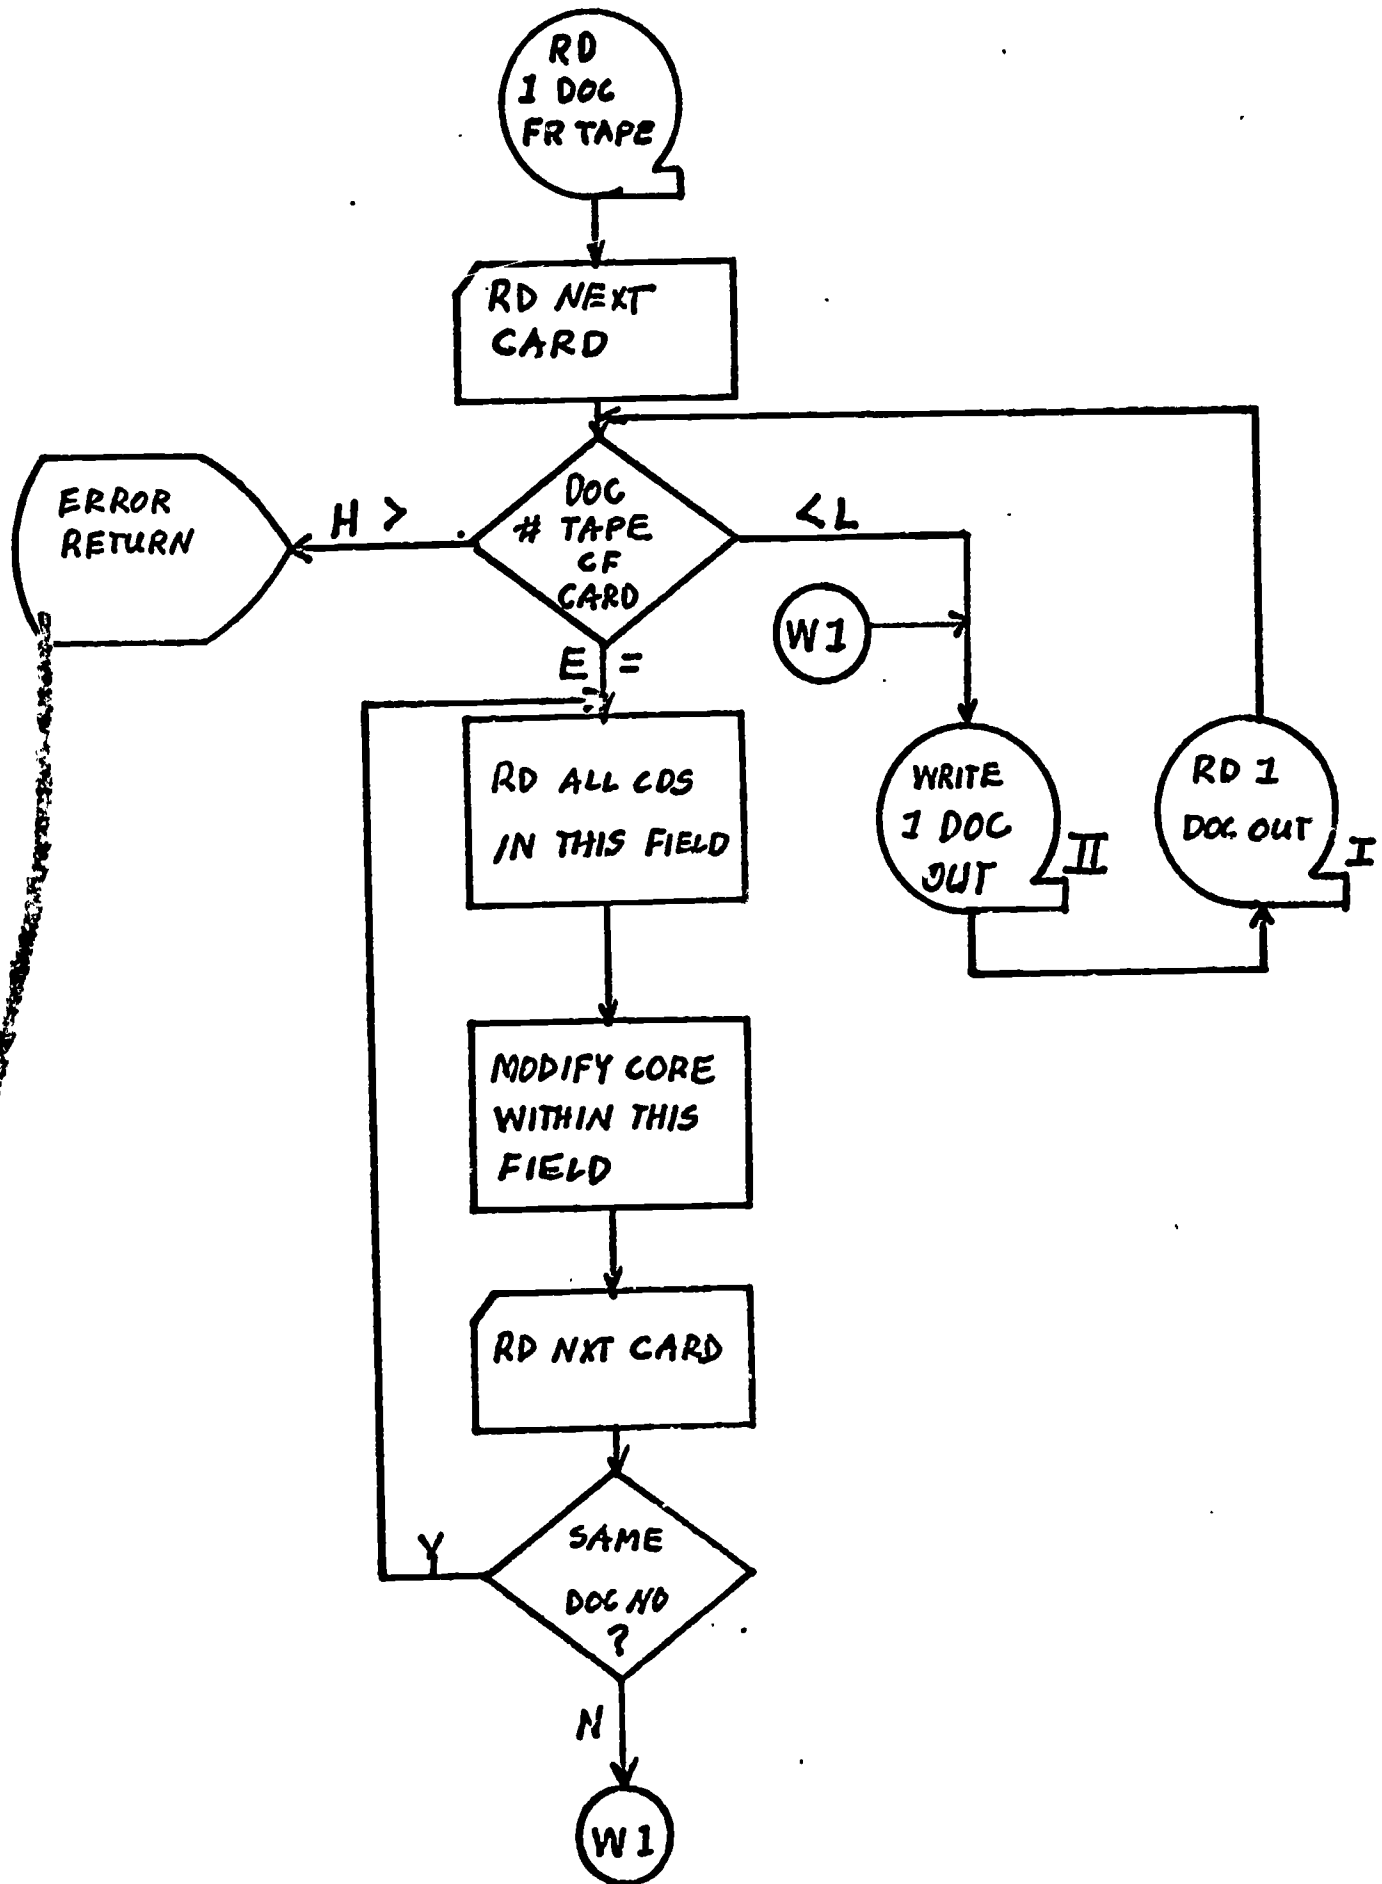 RD
1 DOC
FR TAPE
RD NEXT
CARD
ERROR
RETURN
H >
DOC
# TAPE
CF
CARD
< L
W1
E =
RD ALL CDS
IN THIS FIELD
WRITE
1 DOC
OUT
II
RD 1
DOC OUT
I
MODIFY CORE
WITHIN THIS
FIELD
RD NXT CARD
SAME
DOC NO
?
Y
N
W1